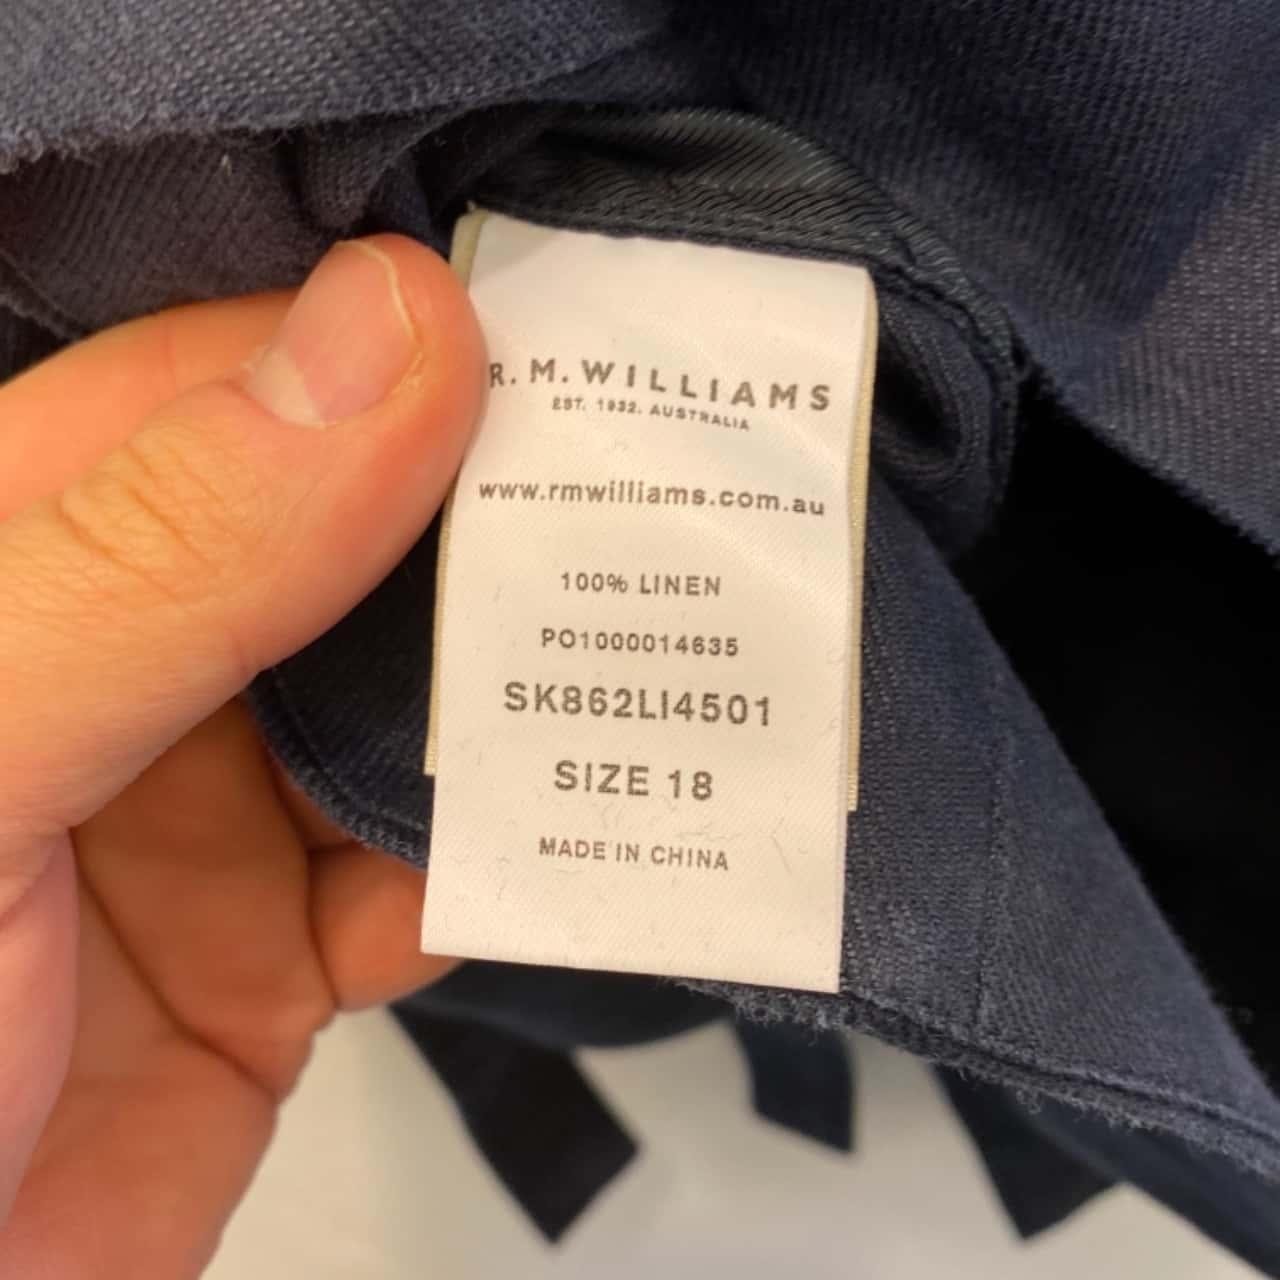 R. M. WILLIAMS
EST. 1932. AUSTRALIA
www.rmwilliams.com.au
100% LINEN
PO1000014635
SK862LI4501
SIZE 18
MADE IN CHINA